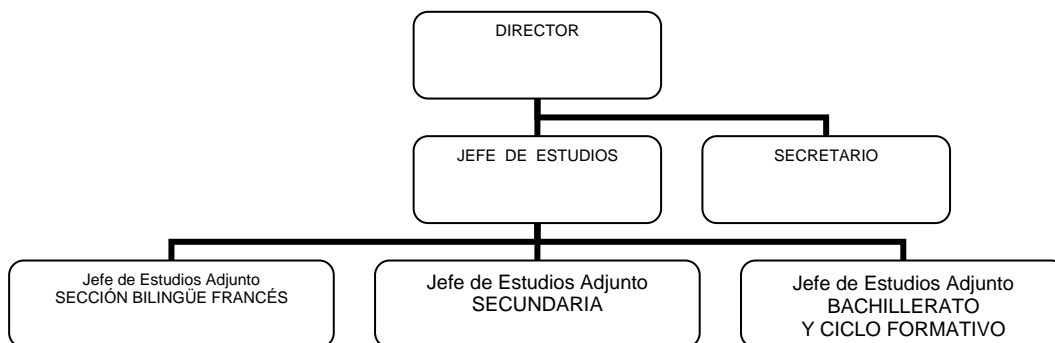 DIRECTOR
JEFE DE ESTUDIOS
SECRETARIO
Jefe de Estudios Adjunto
SECCIÓN BILINGÜE FRANCÉS
Jefe de Estudios Adjunto
SECUNDARIA
Jefe de Estudios Adjunto
BACHILLERATO
Y CICLO FORMATIVO